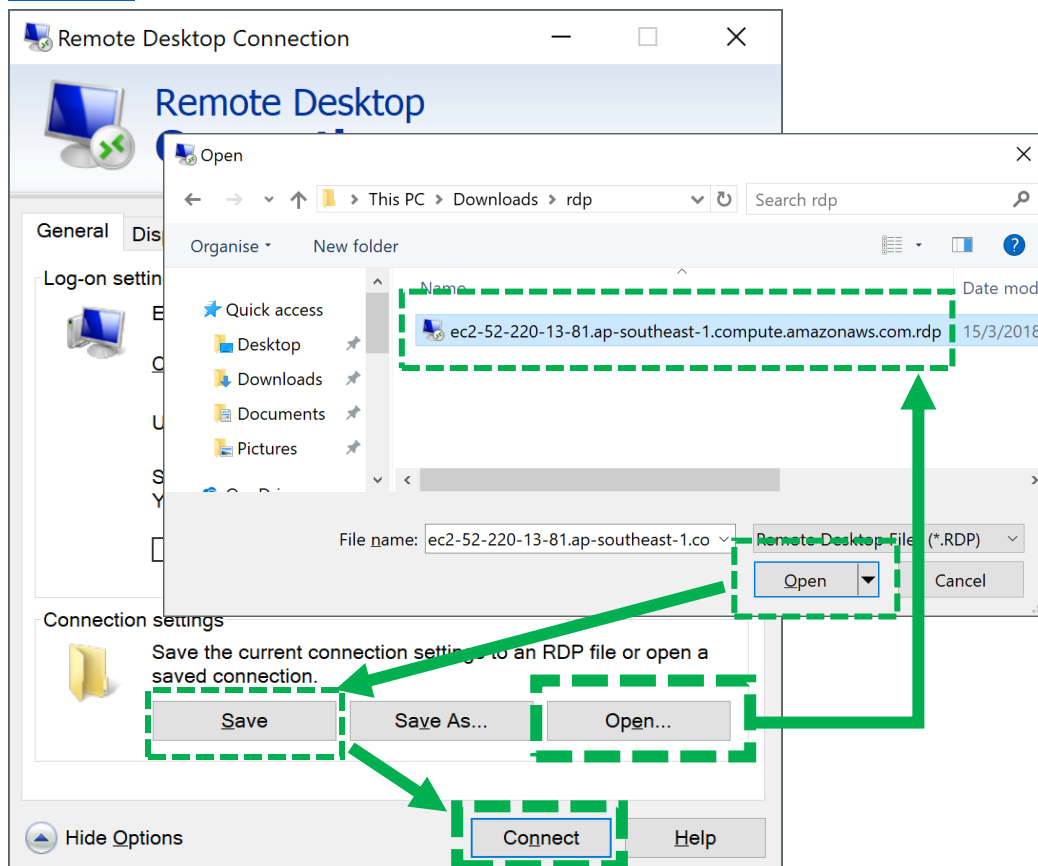 Remote Desktop Connection
Remote Desktop
Open
This PC > Downloads > rdp
Search rdp
Organise
New folder
General
Log-on settin
Name
Date mod
Quick access
ec2-52-220-13-81.ap-southeast-1.compute.amazonaws.com.rdp
15/3/2018
Desktop
Downloads
Documents
Pictures
File name:
ec2-52-220-13-81.ap-southeast-1.co
Remote Desktop File (*.RDP)
Open
Cancel
Connection settings
Save the current connection settings to an RDP file or open a
saved connection.
Save
Save As...
Open...
Hide Options
Connect
Help